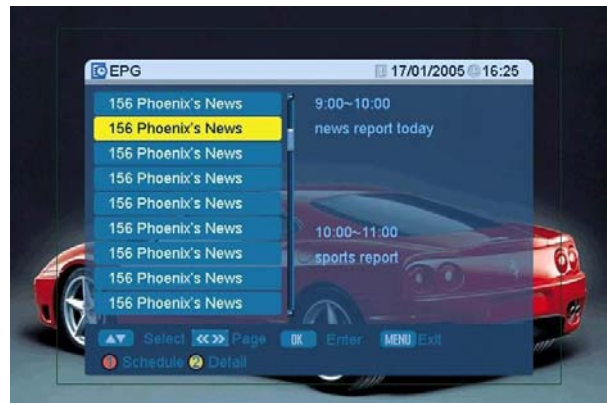 EPG 17/01/2005 16:25
156 Phoenix's News
156 Phoenix's News
156 Phoenix's News
156 Phoenix's News
156 Phoenix's News
156 Phoenix's News
156 Phoenix's News
156 Phoenix's News
156 Phoenix's News
9:00~10:00
news report today
10:00~11:00
sports report
Select Page OK Enter MENU Exit
1 Schedule 2 Detail